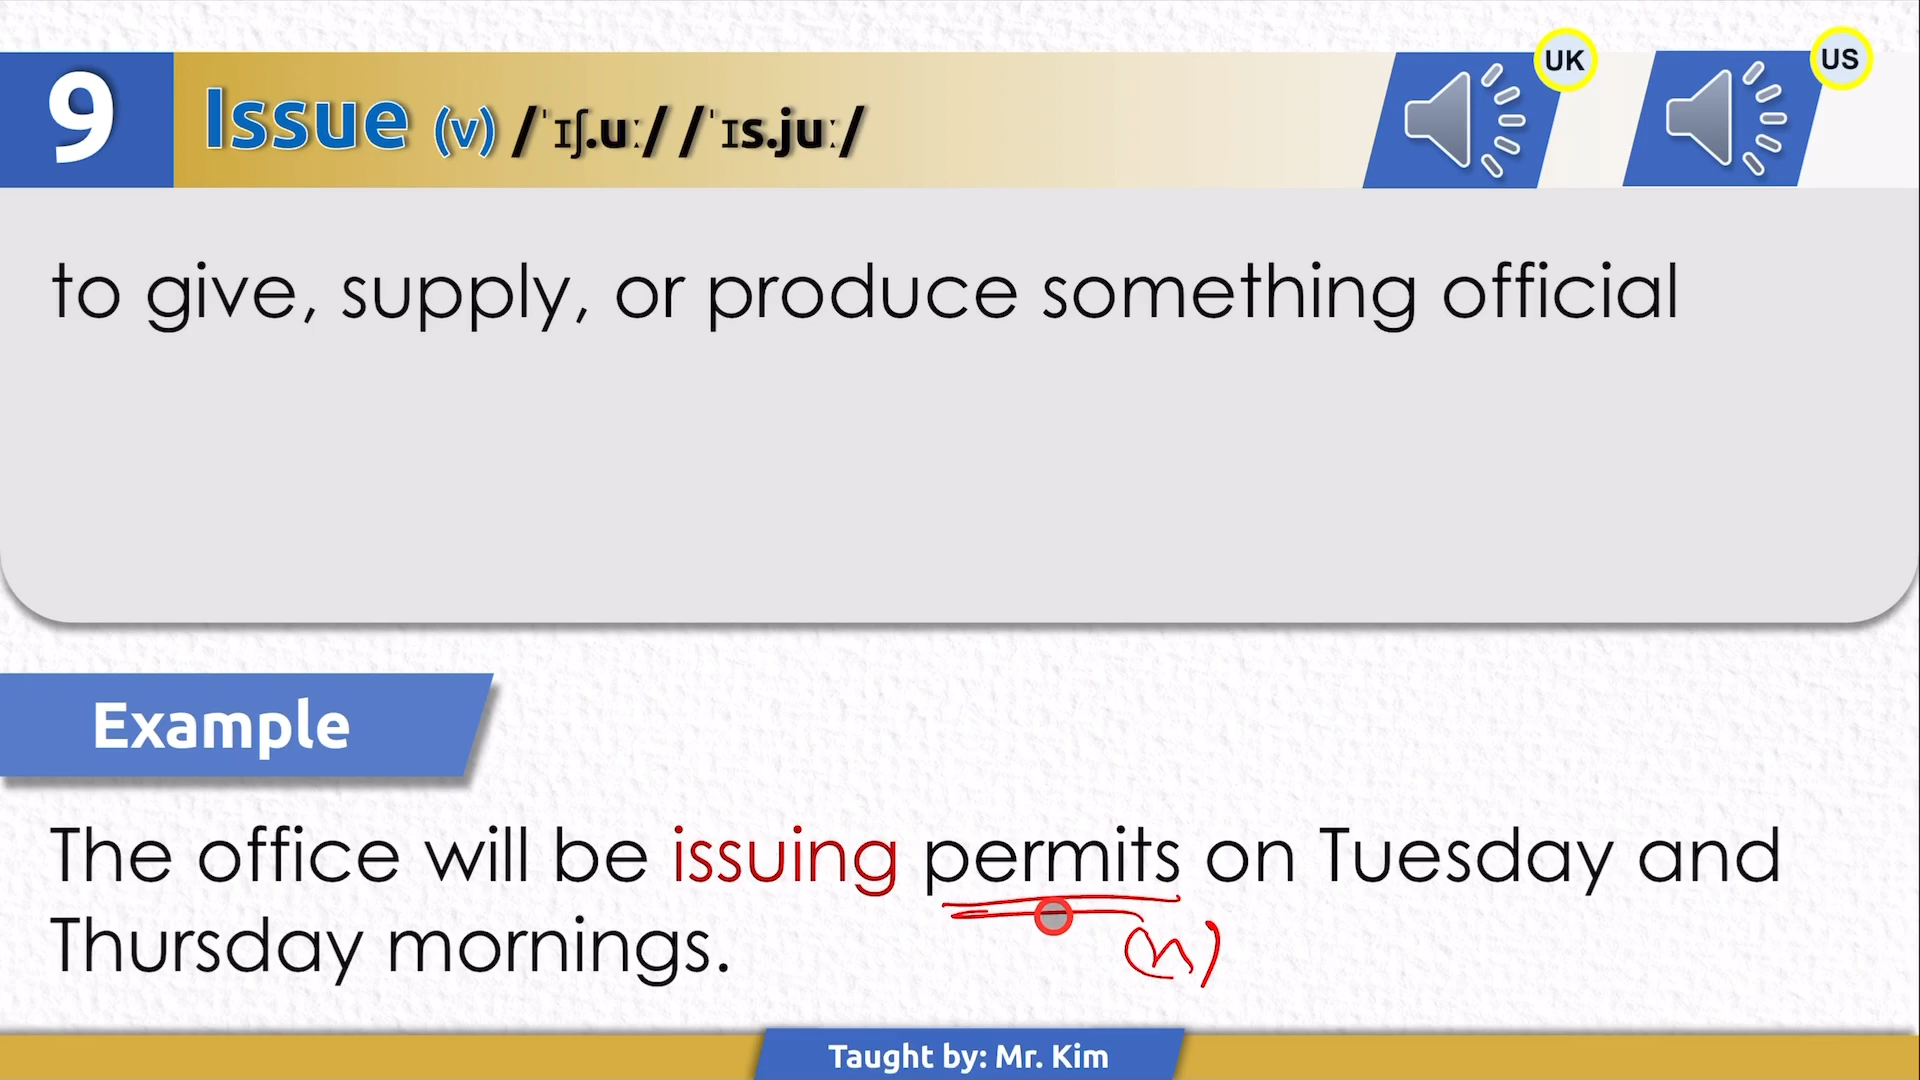 UK
US
9
Issue (v) /ˈɪʃ.uː/ /ˈɪs.juː/
to give, supply, or produce something official
Example
The office will be issuing permits on Tuesday and
Thursday mornings.
(n)
Taught by: Mr. Kim